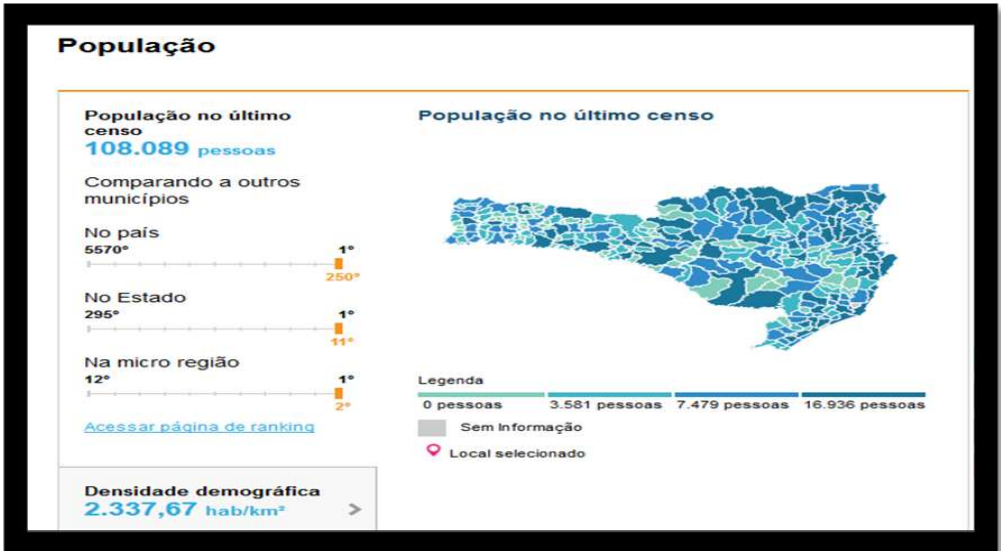 População
População no último
censo
108.089 pessoas
Comparando a outros
municípios
No país
5570° 1°
250°
No Estado
295° 1°
11°
Na micro região
12° 1°
2°
Acessar página de ranking
Densidade demográfica
2.337,67 hab/km²
>
População no último censo
Legenda
0 pessoas 3.581 pessoas 7.479 pessoas 16.936 pessoas
Sem Informação
Local selecionado